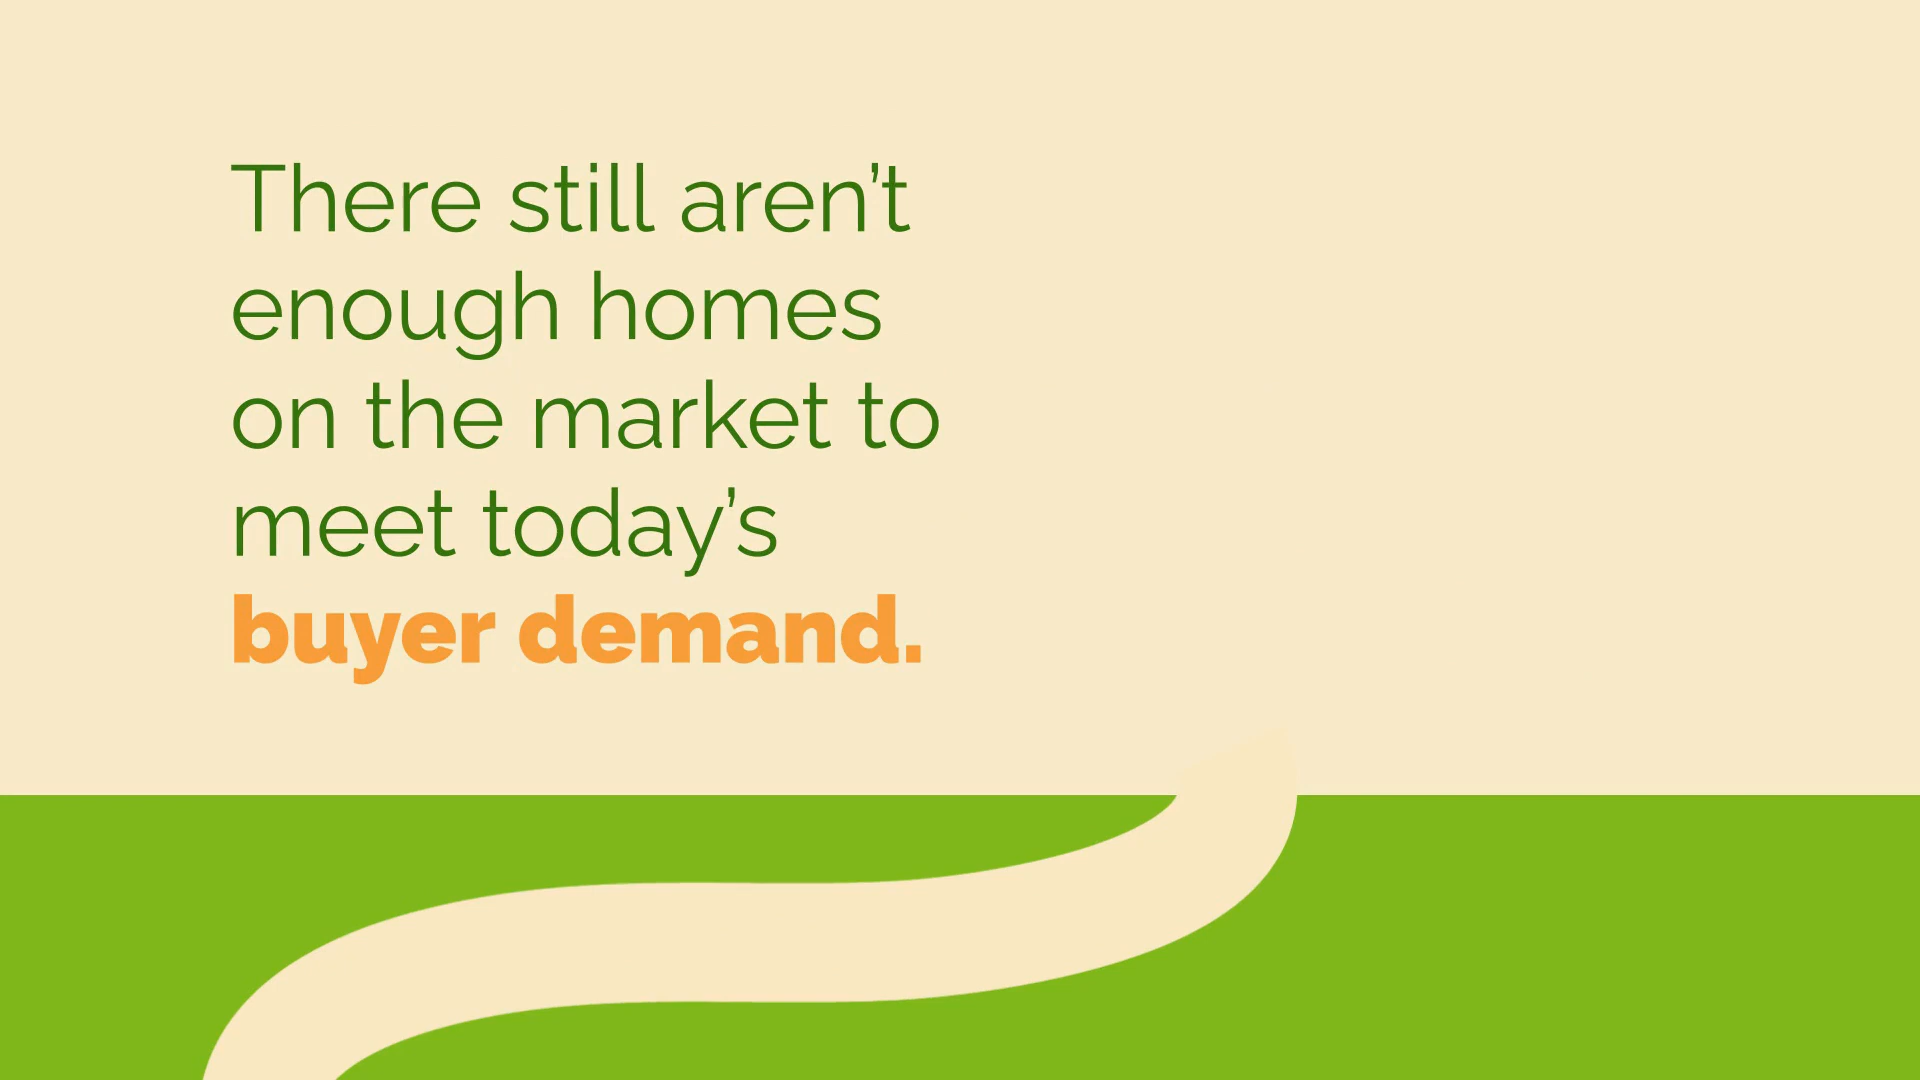 There still aren’t
enough homes
on the market to
meet today’s
buyer demand.